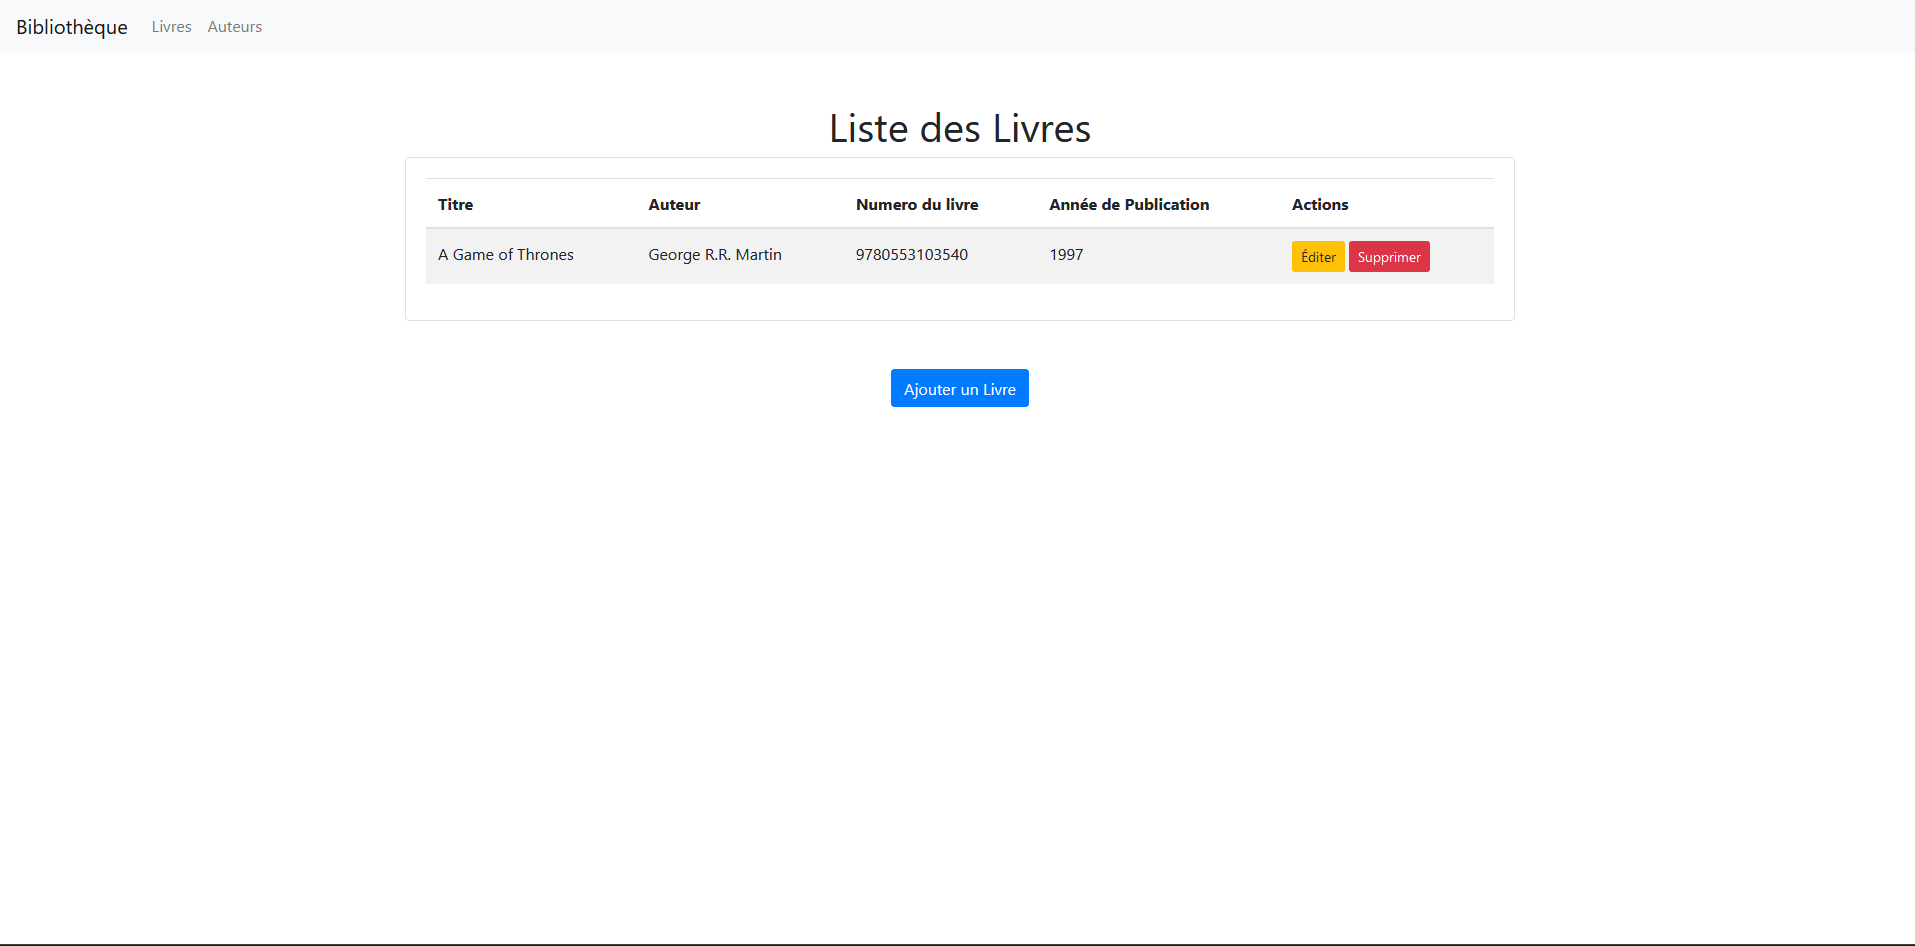 Bibliothèque Livres Auteurs
Liste des Livres
Titre Auteur Numero du livre Année de Publication Actions
A Game of Thrones George R.R. Martin 9780553103540 1997 Éditer Supprimer
Ajouter un Livre